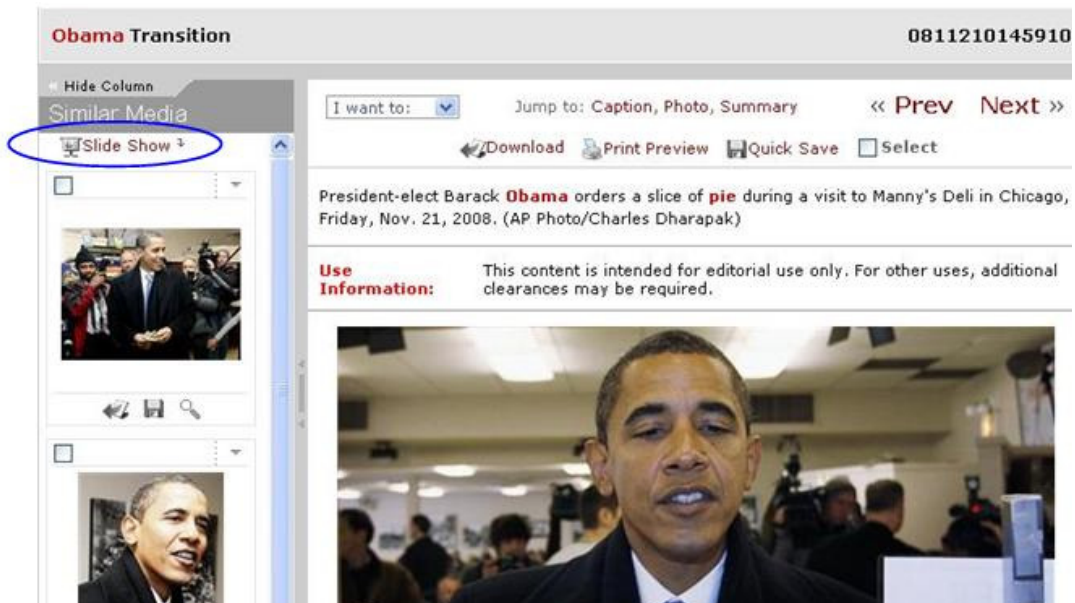 Obama Transition
0811210145910
« Hide Column
Similar Media
Slide Show
I want to:
Jump to: Caption, Photo, Summary
« Prev Next »
Download Print Preview Quick Save Select
President-elect Barack Obama orders a slice of pie during a visit to Manny's Deli in Chicago,
Friday, Nov. 21, 2008. (AP Photo/Charles Dharapak)
Use
Information:
This content is intended for editorial use only. For other uses, additional
clearances may be required.